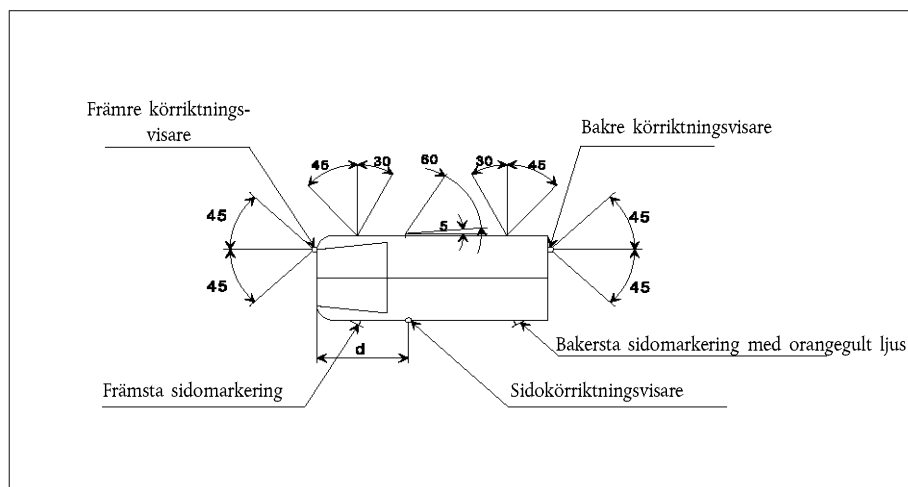 Främre körriktnings-
visare
Bakre körriktningsvisare
45
30
60
30
45
45
5
45
45
45
d
Bakersta sidomarkering med orangegult ljus
Främsta sidomarkering
Sidokörriktningsvisare